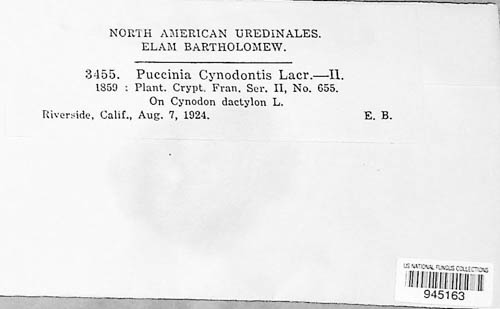 NORTH AMERICAN UREDINALES.
ELAM BARTHOLOMEW.
3455. Puccinia Cynodontis Lacr.—II.
1859 : Plant. Crypt. Fran. Ser. II, No. 655.
On Cynodon dactylon L.
Riverside, Calif., Aug. 7, 1924. E. B.
US NATIONAL FUNGUS COLLECTIONS
945163